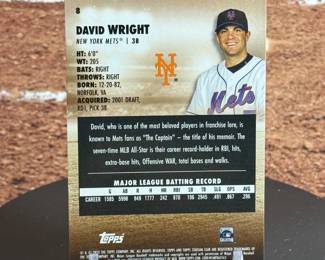 8
DAVID WRIGHT
NEW YORK METS | 3B
HT: 6'0"
WT: 205
BATS: RIGHT
THROWS: RIGHT
BORN: 12-20-82,
NORFOLK, VA
ACQUIRED: 2001 DRAFT,
RD1, PICK 38
NY
Mets
David, who is one of the most beloved players in franchise lore, is
known to Mets fans as "The Captain" – the title of his memoir. The
seven-time MLB All-Star is their career record-holder in RBI, hits,
extra-base hits, Offensive WAR, total bases and walks.
MAJOR LEAGUE BATTING RECORD
G AB R H 2B HR RBI SB TB SLG OPS AVG
CAREER 1585 5998 949 1777 242 970 196 2945 .491 .867 .296
Topps